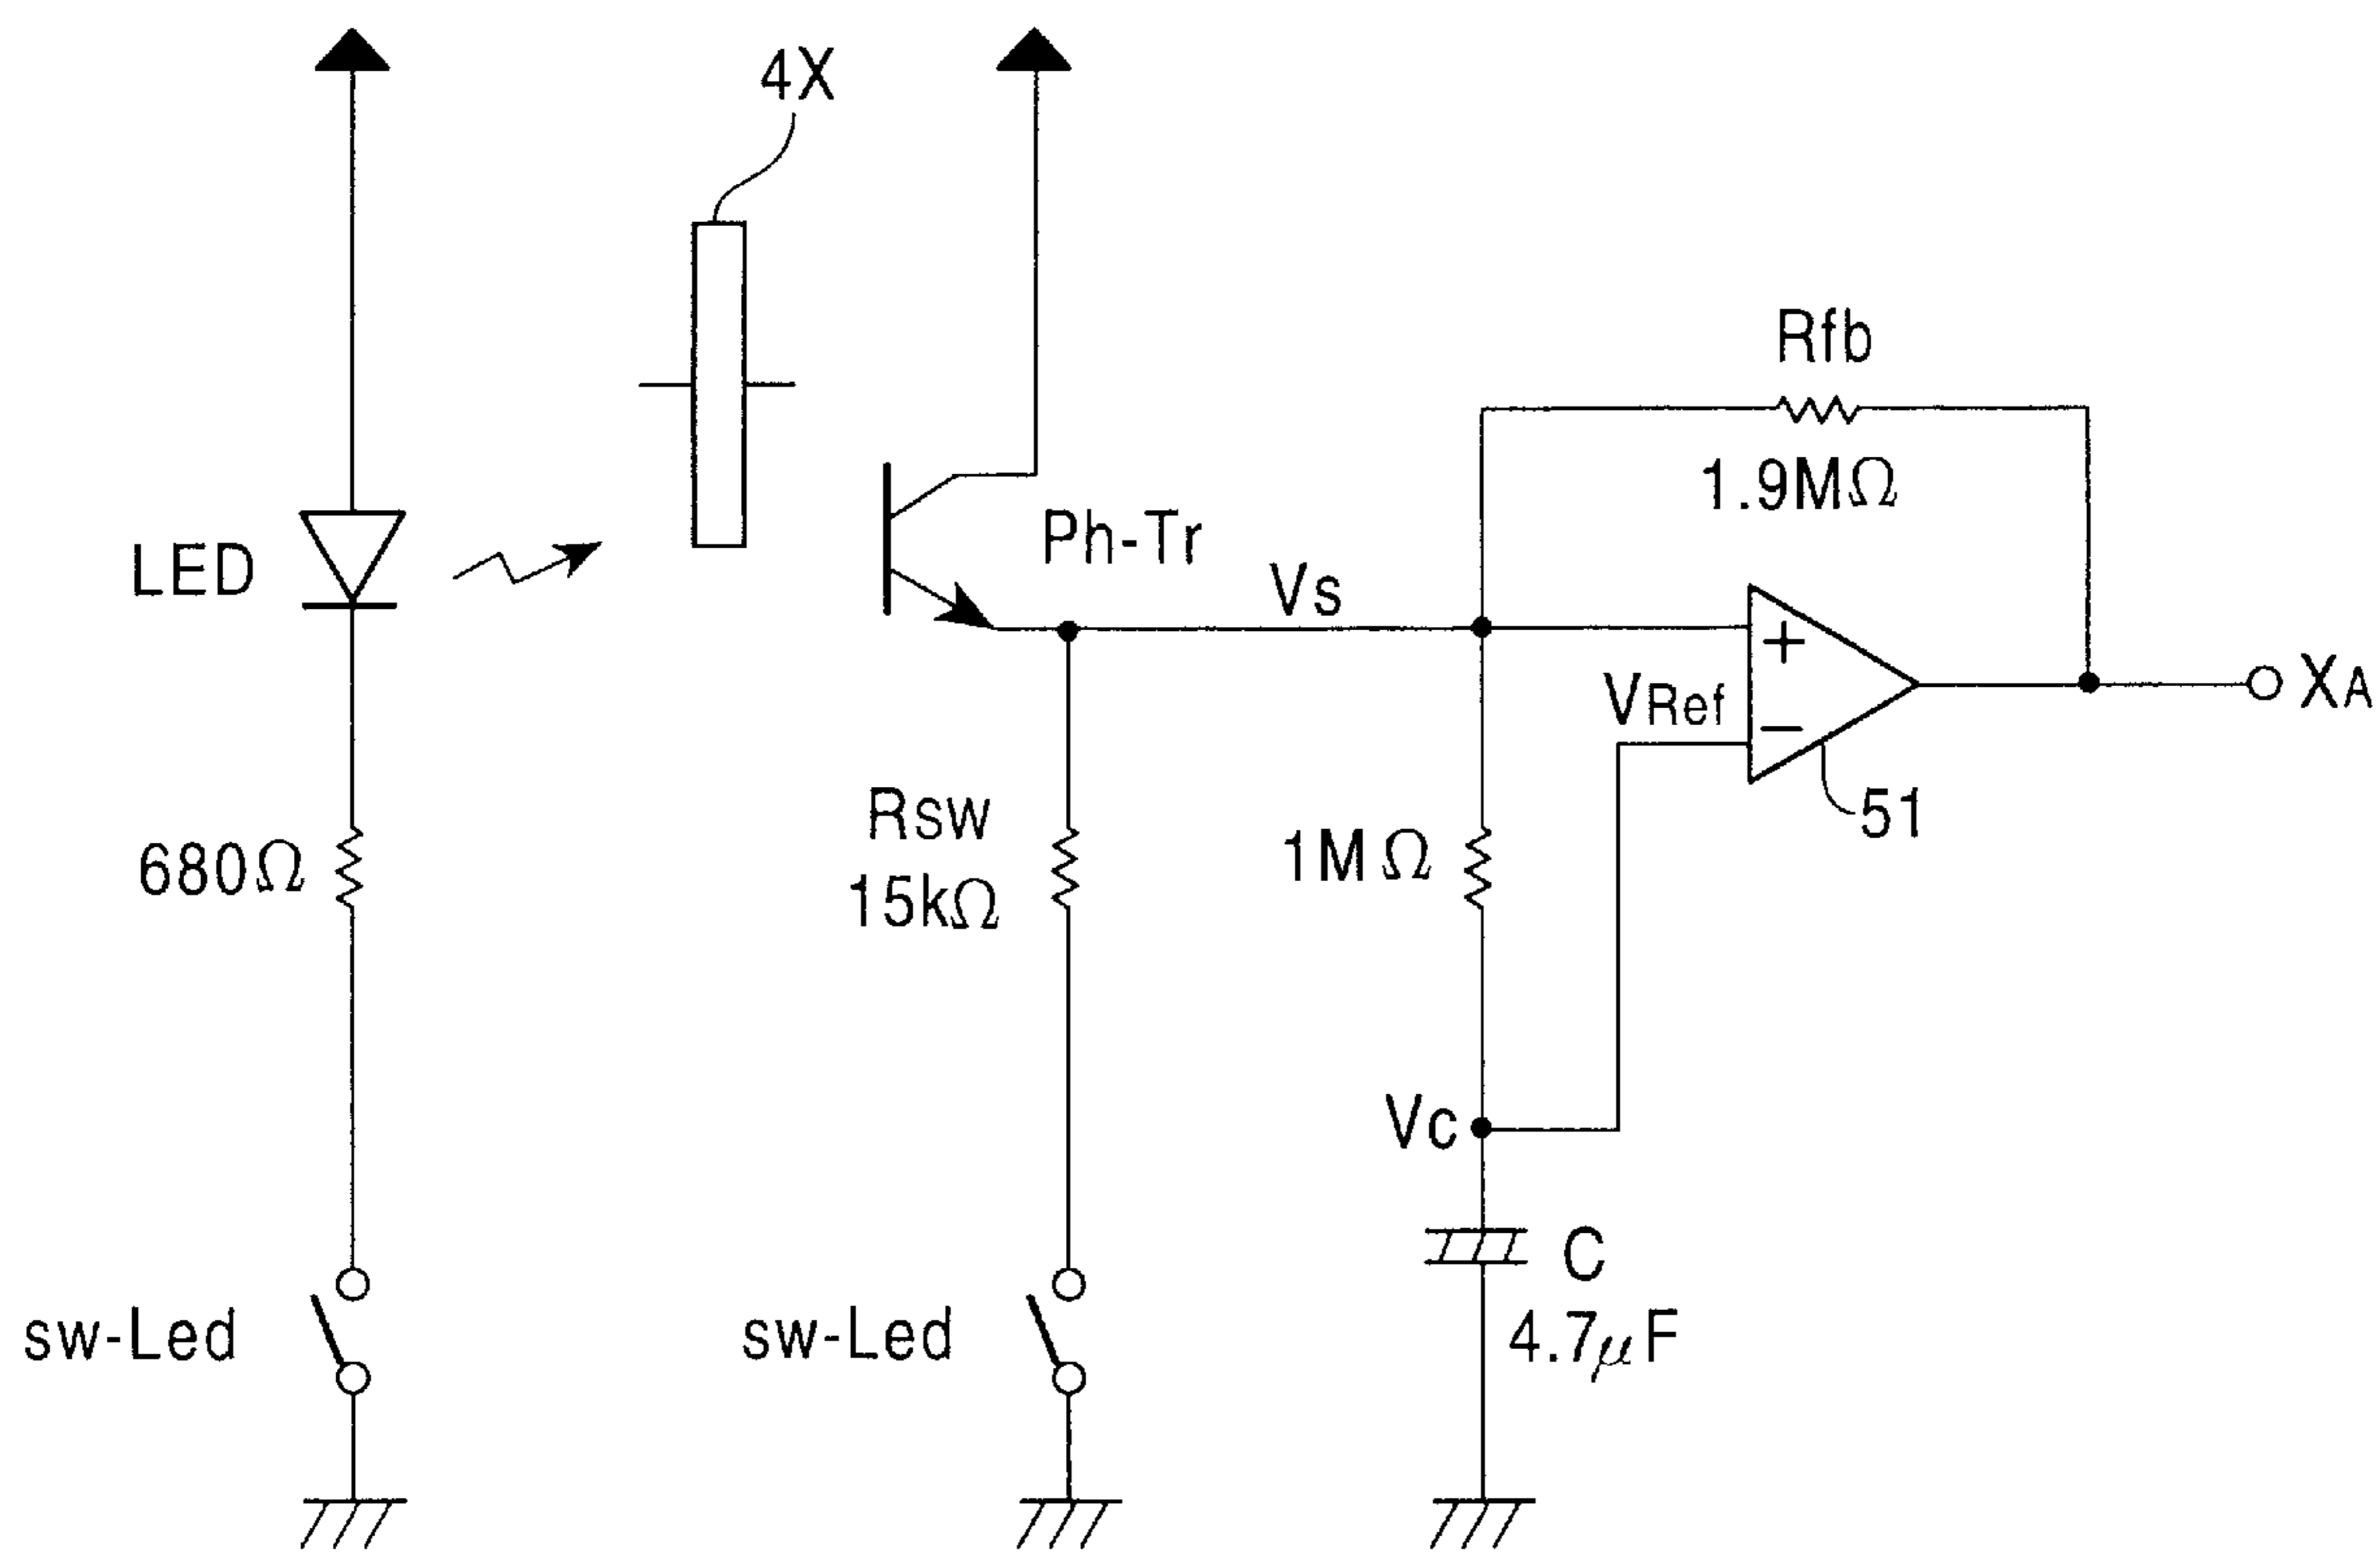 4X
Rfb
1.9MΩ
LED
Ph-Tr
Vs
+
VRef
−
XA
51
Rsw
15kΩ
680Ω
1MΩ
Vc
C
4.7μF
sw-Led
sw-Led